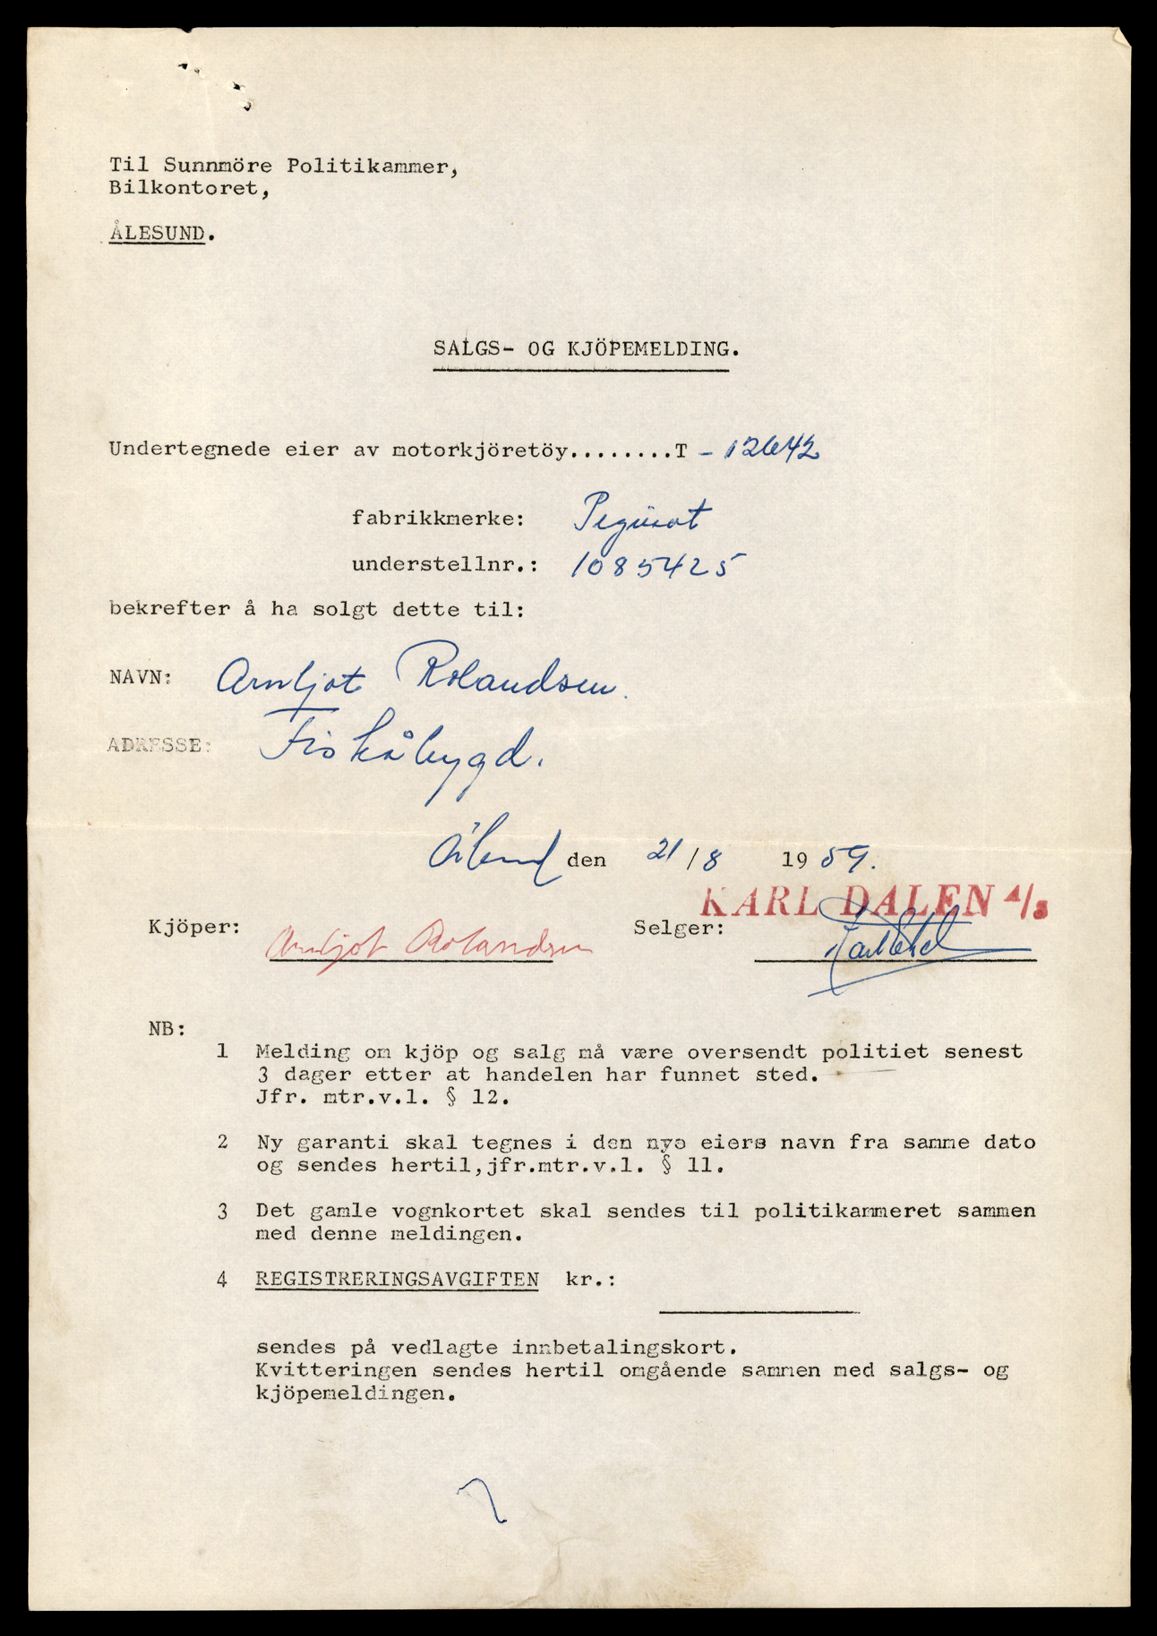 Til Sunnmöre Politikammer,
Bilkontoret,
ÅLESUND.
SALGS- OG KJÖPEMELDING.
Undertegnede eier av motorkjöretöy........T - 12642
fabrikkmerke: Pegüsot
understellnr.: 1085425
bekrefter å ha solgt dette til:
NAVN: Arnljot Rolandsen.
ADRESSE: Fiskåbygd.
den 21/8 1959.
KARL DALEN A/S
Kjöper: Arnljot Rolandsen Selger:
NB:
1 Melding om kjöp og salg må være oversendt politiet senest
3 dager etter at handelen har funnet sted.
Jfr. mtr.v.l. § 12.
2 Ny garanti skal tegnes i den nye eiers navn fra samme dato
og sendes hertil,jfr.mtr.v.l. § 11.
3 Det gamle vognkortet skal sendes til politikammeret sammen
med denne meldingen.
4 REGISTRERINGSAVGIFTEN kr.:
sendes på vedlagte innbetalingskort.
Kvitteringen sendes hertil omgående sammen med salgs- og
kjöpemeldingen.